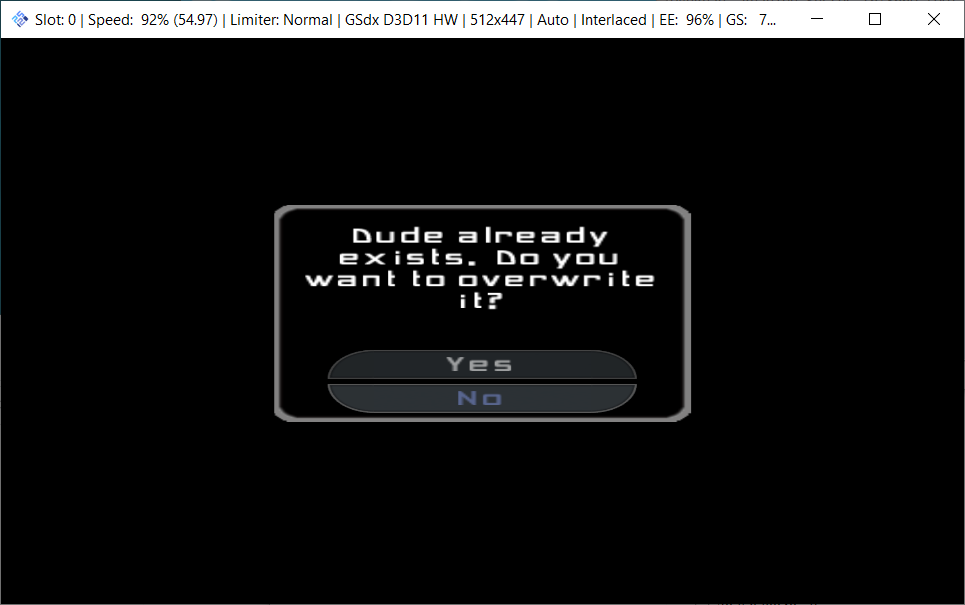 Slot: 0 | Speed: 92% (54.97) | Limiter: Normal | GSdx D3D11 HW | 512x447 | Auto | Interlaced | EE: 96% | GS: 7...
Dude already
exists. Do you
want to overwrite
it?
Yes
No